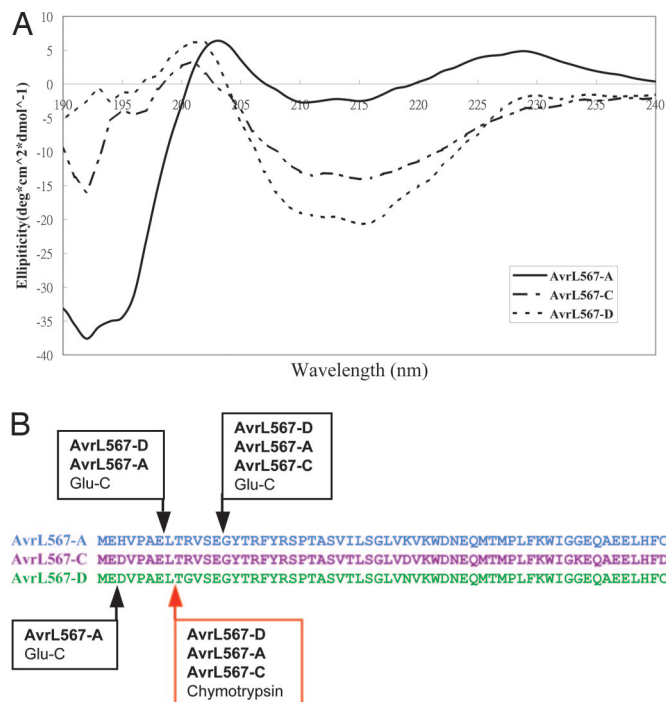 A
Ellipiticity(deg*cm^2*dmol^-1)
10
5
0
-5
-10
-15
-20
-25
-30
-35
-40
190 195 200 205 210 215 220 225 230 235 240
AvrL567-A
AvrL567-C
AvrL567-D
Wavelength (nm)
B
AvrL567-D
AvrL567-A
Glu-C
AvrL567-D
AvrL567-A
AvrL567-C
Glu-C
AvrL567-A MEHVPAELTRVSEGYTRFYRSPTASVILSGLVKVKWDNEQMTMPLFKWIGGEQAEELHFC
AvrL567-C MEDVPAELTRVSEGYTRFYRSPTASVTLSGLVDVKWDNEQMTMPLFKWIGKEQAEELHFD
AvrL567-D MEDVPAELTGVSEGYTRFYRSPTASVTLSGLVNVKWDNEQMTMPLFKWIGGEQAEELHFC
AvrL567-A
Glu-C
AvrL567-D
AvrL567-A
AvrL567-C
Chymotrypsin